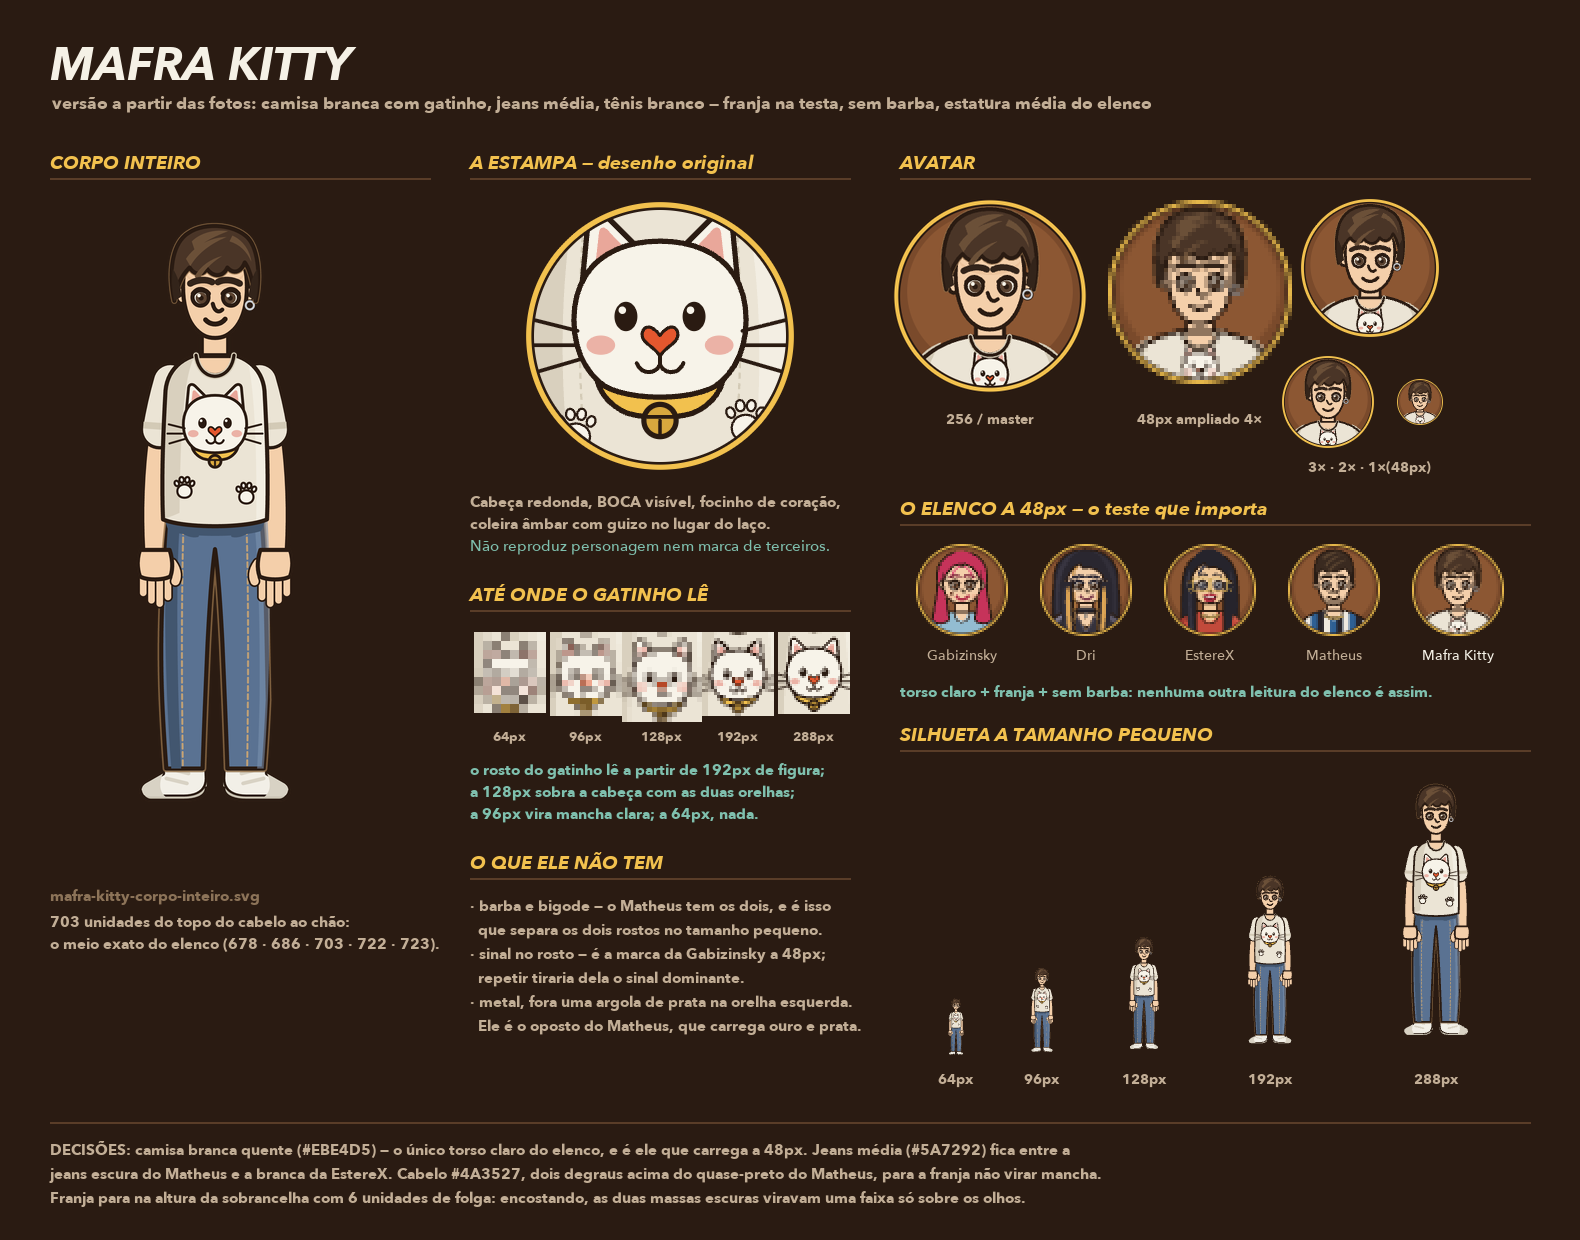 MAFRA KITTY
versão a partir das fotos: camisa branca com gatinho, jeans média, tênis branco — franja na testa, sem barba, estatura média do elenco
CORPO INTEIRO
mafra-kitty-corpo-inteiro.svg
703 unidades do topo do cabelo ao chão:
o meio exato do elenco (678 · 686 · 703 · 722 · 723).
A ESTAMPA — desenho original
Cabeça redonda, BOCA visível, focinho de coração,
coleira âmbar com guizo no lugar do laço.
Não reproduz personagem nem marca de terceiros.
ATÉ ONDE O GATINHO LÊ
64px 96px 128px 192px 288px
o rosto do gatinho lê a partir de 192px de figura;
a 128px sobra a cabeça com as duas orelhas;
a 96px vira mancha clara; a 64px, nada.
O QUE ELE NÃO TEM
· barba e bigode — o Matheus tem os dois, e é isso
que separa os dois rostos no tamanho pequeno.
· sinal no rosto — é a marca da Gabizinsky a 48px;
repetir tiraria dela o sinal dominante.
· metal, fora uma argola de prata na orelha esquerda.
Ele é o oposto do Matheus, que carrega ouro e prata.
AVATAR
256 / master
48px ampliado 4×
3× · 2× · 1×(48px)
O ELENCO A 48px — o teste que importa
Gabizinsky Dri EstereX Matheus Mafra Kitty
torso claro + franja + sem barba: nenhuma outra leitura do elenco é assim.
SILHUETA A TAMANHO PEQUENO
64px 96px 128px 192px 288px
DECISÕES: camisa branca quente (#EBE4D5) — o único torso claro do elenco, e é ele que carrega a 48px. Jeans média (#5A7292) fica entre a
jeans escura do Matheus e a branca da EstereX. Cabelo #4A3527, dois degraus acima do quase-preto do Matheus, para a franja não virar mancha.
Franja para na altura da sobrancelha com 6 unidades de folga: encostando, as duas massas escuras viravam uma faixa só sobre os olhos.